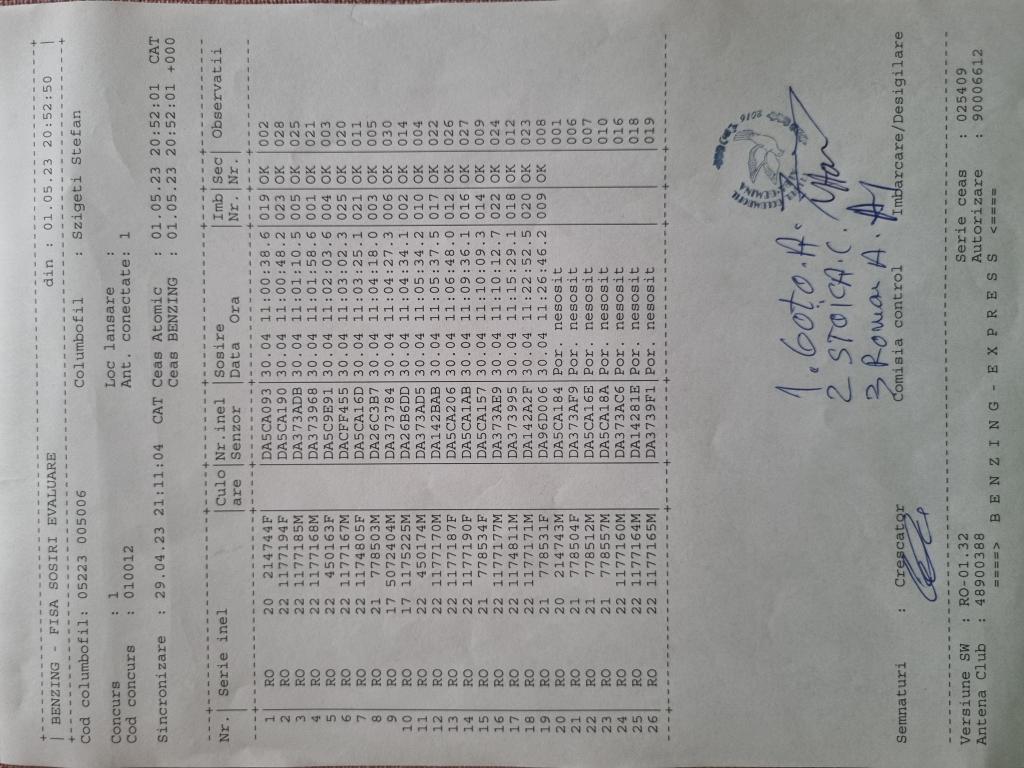 BENZING - FISA SOSIRI EVALUARE din : 01.05.23 20:52:50
Cod columbofil: 05223 005006 Columbofil : Szigeti Stefan
Concurs : 1 Loc lansare :
Cod concurs : 010012 Ant. conectate: 1
Sincronizare : 29.04.23 21:11:04 CAT Ceas Atomic : 01.05.23 20:52:01 CAT
Ceas BENZING : 01.05.23 20:52:01 +000
Nr.| Serie inel |Culo|Nr.inel |Sosire |Imb|Sec| Observatii
are |Senzor |Data Ora |Nr.|Nr.|
1 RO 20 214744F DA5CA093 30.04 11:00:38.6 019 OK 002
2 RO 22 1177194F DA5CA190 30.04 11:00:48.2 023 OK 028
3 RO 22 1177185M DA373ADB 30.04 11:01:10.5 005 OK 025
4 RO 22 1177168M DA373968 30.04 11:01:58.6 001 OK 021
5 RO 22 450163F DA5C9E91 30.04 11:02:03.6 004 OK 003
6 RO 22 1177167M DACFF455 30.04 11:03:02.3 025 OK 020
7 RO 22 1174805F DA5CA16D 30.04 11:03:25.1 021 OK 011
8 RO 21 778503M DA26C3B7 30.04 11:04:18.0 003 OK 005
9 RO 17 5072404M DA373784 30.04 11:04:27.3 006 OK 030
10 RO 17 1175225M DA26B6DD 30.04 11:04:34.1 002 OK 014
11 RO 22 450174M DA373AD5 30.04 11:05:34.2 010 OK 004
12 RO 22 1177170M DA142BAB 30.04 11:05:37.5 017 OK 022
13 RO 22 1177187F DA5CA206 30.04 11:06:48.0 012 OK 026
14 RO 22 1177190F DA5CA1AB 30.04 11:09:36.1 016 OK 027
15 RO 21 778534F DA5CA157 30.04 11:10:09.3 014 OK 009
16 RO 22 1177177M DA373AE9 30.04 11:10:12.7 022 OK 024
17 RO 22 1174811M DA373995 30.04 11:15:29.1 018 OK 012
18 RO 22 1177171M DA142A2F 30.04 11:22:52.5 020 OK 023
19 RO 21 778531F DA96D006 30.04 11:26:46.2 009 OK 008
20 RO 20 214743M DA5CA184 Por. nesosit 001
21 RO 21 778504F DA373AF9 Por. nesosit 006
22 RO 21 778512M DA5CA16E Por. nesosit 007
23 RO 21 778557M DA5CA18A Por. nesosit 010
24 RO 22 1177160M DA373AC6 Por. nesosit 016
25 RO 22 1177164M DA14281E Por. nesosit 018
26 RO 22 1177165M DA3739F1 Por. nesosit 019
1. Goto.A.
2 STOICA.C.
3 Roman A.
Semnaturi : Crescator Comisia control Imbarcare/Desigilare
Versiune SW : RO-01.32 Serie ceas : 025409
Antena Club : 48900388 Autorizare : 90006612
====> B E N Z I N G - E X P R E S S <====